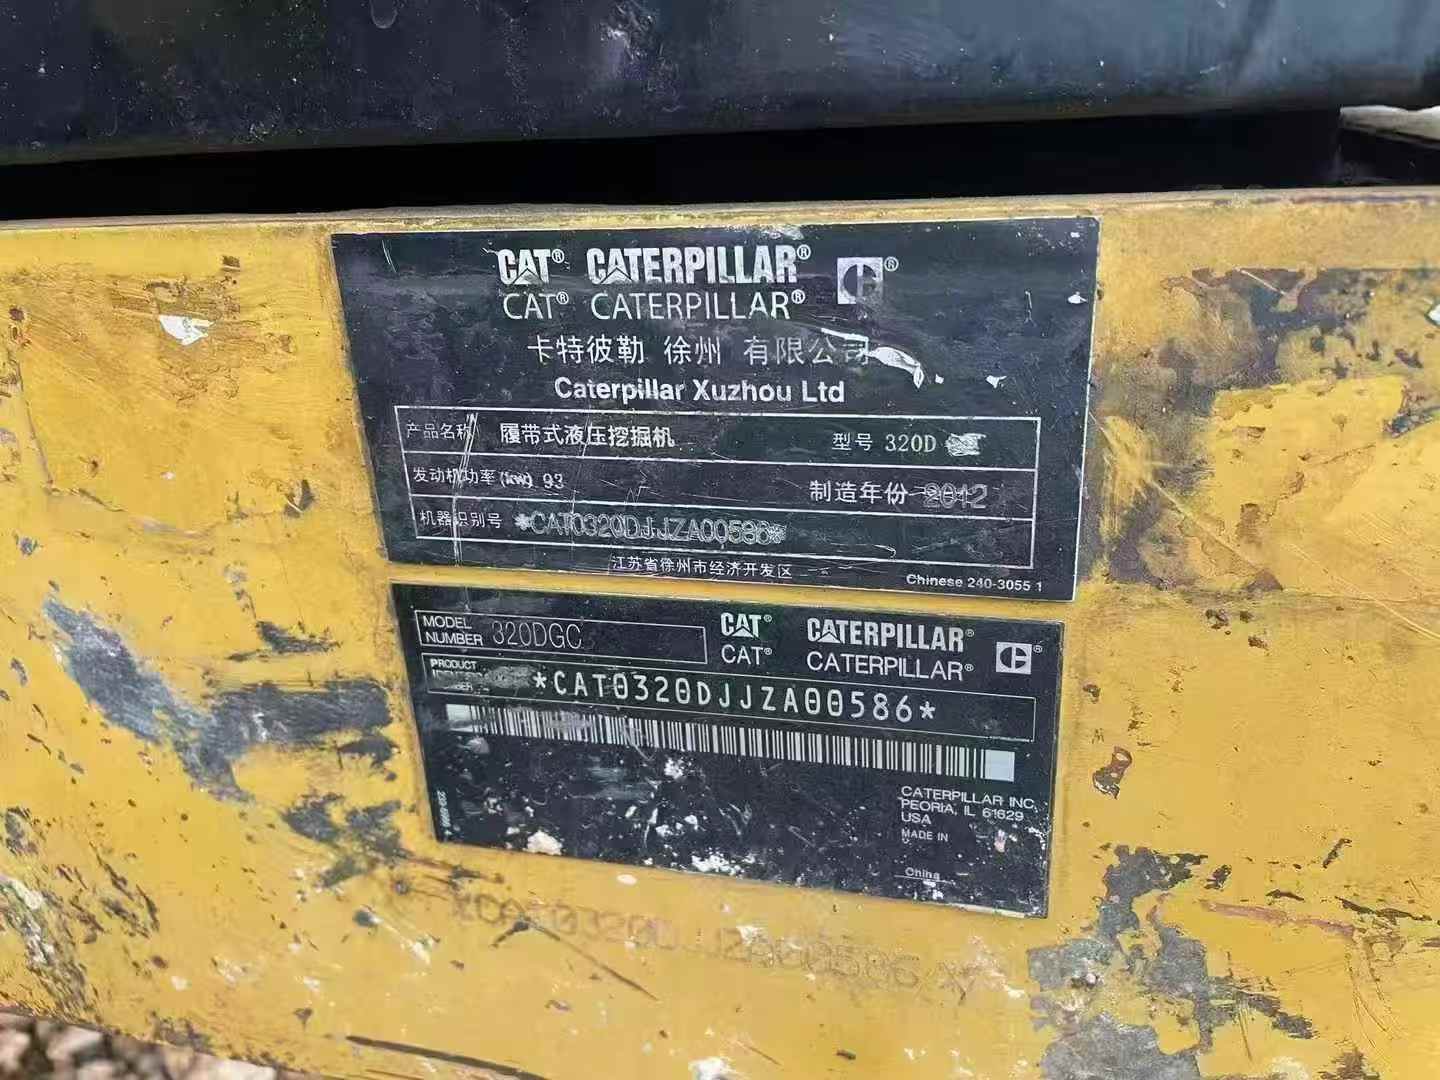 CAT® CATERPILLAR® ®
CAT® CATERPILLAR®
卡特彼勒 徐州 有限公司
Caterpillar Xuzhou Ltd
产品名称 履带式液压挖掘机 型号 320D
发动机功率(kw) 93 制造年份 2012
机器识别号 *CAT0320DJJZA00586*
江苏省徐州市经济开发区 Chinese 240-3055 1
MODEL NUMBER 320DGC
CAT® CATERPILLAR® ®
CAT® CATERPILLAR®
PRODUCT
*CAT0320DJJZA00586*
CATERPILLAR INC.
PEORIA, IL 61629
USA
MADE IN
China
CAT0320DJJZA00586